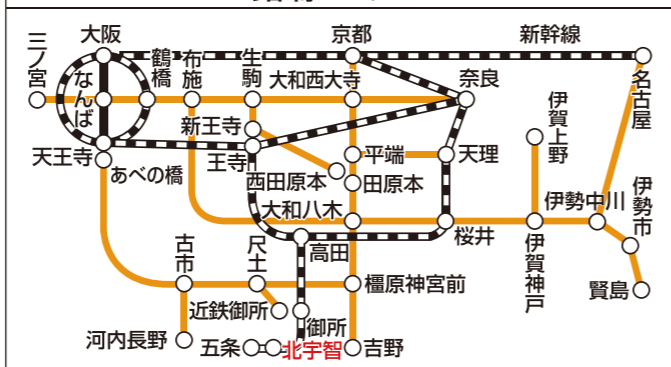 大阪
京都
新幹線
三ノ宮
なんば
鶴橋
布施
生駒
大和西大寺
奈良
名古屋
新王寺
伊賀上野
天王寺
王寺
平端
天理
あべの橋
西田原本
田原本
大和八木
伊勢中川
伊勢市
古市
尺土
高田
桜井
伊賀神戸
近鉄御所
橿原神宮前
賢島
御所
河内長野
五条
北宇智
吉野